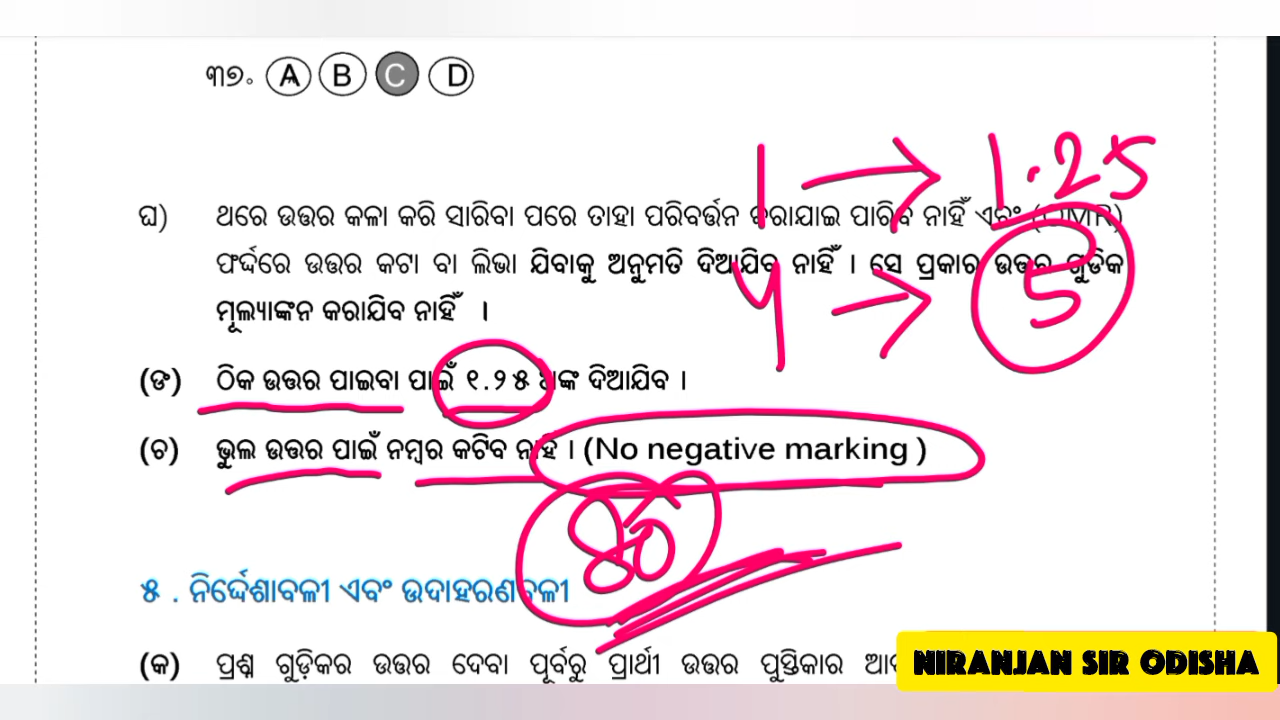 ୩୭. A B C D
1 → 1.25
ଘ) ଥରେ ଉତ୍ତର କଳା କରି ସାରିବା ପରେ ତାହା ପରିବର୍ତ୍ତନ କରାଯାଇ ପାରିବ ନାହିଁ ଏବଂ (OMR)
ଫର୍ଦ୍ଦରେ ଉତ୍ତର କଟା ବା ଲିଭା ଯିବାକୁ ଅନୁମତି ଦିଆଯିବ ନାହିଁ । ସେ ପ୍ରକାର ଉତ୍ତର ଗୁଡିକ
4 → 5
ମୂଲ୍ୟାଙ୍କନ କରାଯିବ ନାହିଁ ।
(ଙ) ଠିକ ଉତ୍ତର ପାଇବା ପାଇଁ ୧.୨୫ ଅଙ୍କ ଦିଆଯିବ ।
(ଚ) ଭୁଲ ଉତ୍ତର ପାଇଁ ନମ୍ବର କଟିବ ନାହିଁ । (No negative marking )
80
୫ . ନିର୍ଦ୍ଦେଶାବଳୀ ଏବଂ ଉଦାହରଣବଳୀ
(କ) ପ୍ରଶ୍ନ ଗୁଡ଼ିକର ଉତ୍ତର ଦେବା ପୂର୍ବରୁ ପ୍ରାର୍ଥୀ ଉତ୍ତର ପୁସ୍ତିକାର
NIRANJAN SIR ODISHA